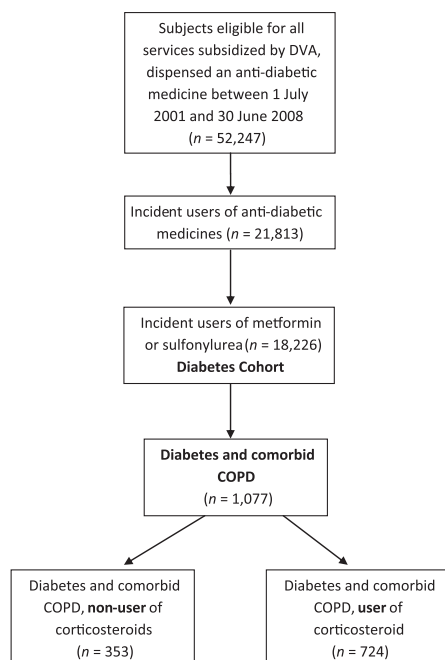 Subjects eligible for all
services subsidized by DVA,
dispensed an anti-diabetic
medicine between 1 July
2001 and 30 June 2008
(n = 52,247)
Incident users of anti-diabetic
medicines (n = 21,813)
Incident users of metformin
or sulfonylurea (n = 18,226)
Diabetes Cohort
Diabetes and comorbid
COPD
(n = 1,077)
Diabetes and comorbid
COPD, non-user of
corticosteroids
(n = 353)
Diabetes and comorbid
COPD, user of
corticosteroid
(n = 724)